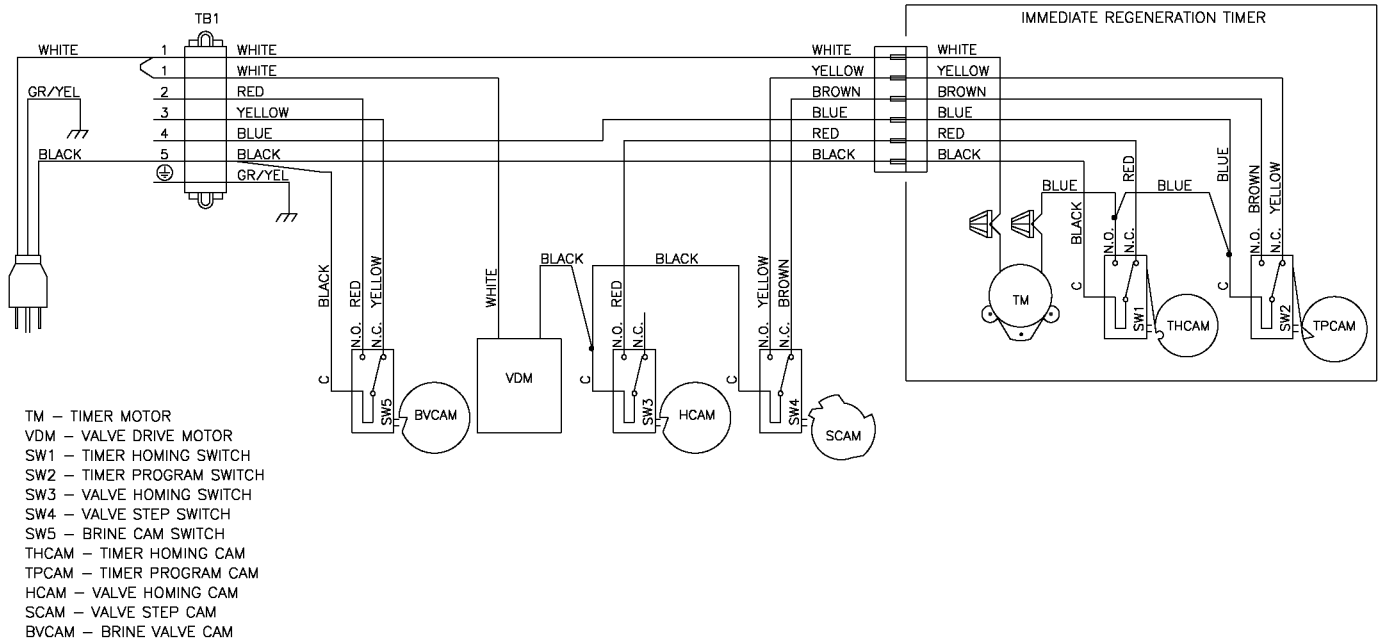 TB1
IMMEDIATE REGENERATION TIMER
WHITE 1 WHITE WHITE WHITE
1 WHITE YELLOW YELLOW
GR/YEL 2 RED BROWN BROWN
3 YELLOW BLUE BLUE
4 BLUE RED RED
BLACK 5 BLACK BLACK BLACK
GR/YEL
BLUE BLUE
RED
BLUE
BROWN
YELLOW
BLACK
N.O.
N.C.
N.O.
N.C.
BLACK BLACK
BLACK
RED
YELLOW
WHITE
RED
YELLOW
BROWN
C
C
TM
SW1
THCAM
SW2
TPCAM
N.O.
N.C.
N.O.
N.C.
N.O.
N.C.
C
C
C
VDM
SW5
BVCAM
SW3
HCAM
SW4
SCAM
TM – TIMER MOTOR
VDM – VALVE DRIVE MOTOR
SW1 – TIMER HOMING SWITCH
SW2 – TIMER PROGRAM SWITCH
SW3 – VALVE HOMING SWITCH
SW4 – VALVE STEP SWITCH
SW5 – BRINE CAM SWITCH
THCAM – TIMER HOMING CAM
TPCAM – TIMER PROGRAM CAM
HCAM – VALVE HOMING CAM
SCAM – VALVE STEP CAM
BVCAM – BRINE VALVE CAM